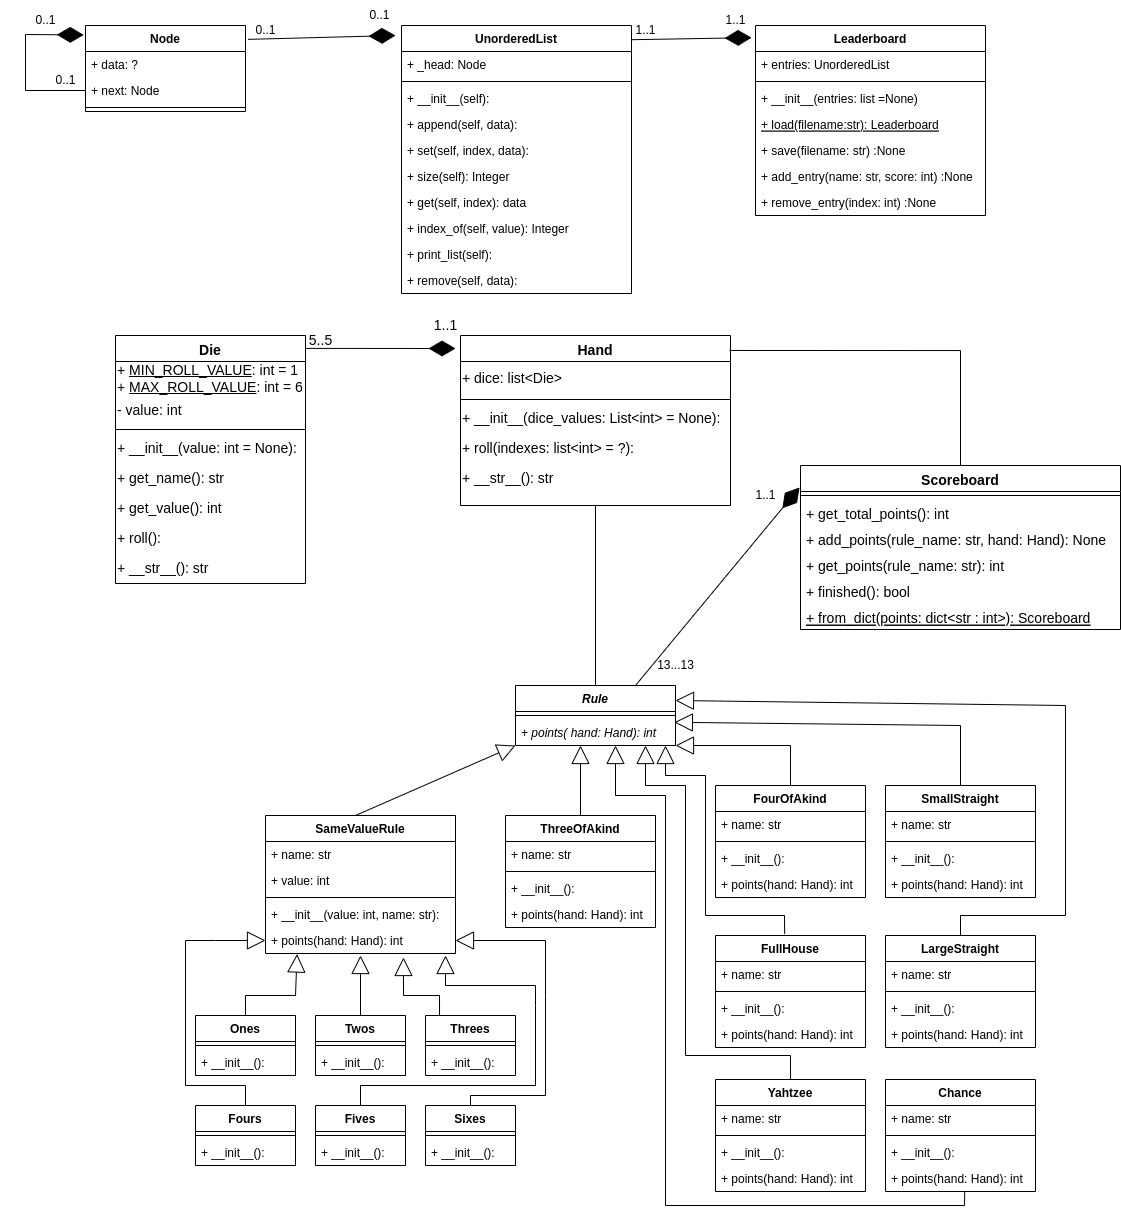 0..1
0..1
Node
+ data: ?
+ next: Node
0..1
0..1
UnorderedList
+ _head: Node
+ __init__(self):
+ append(self, data):
+ set(self, index, data):
+ size(self): Integer
+ get(self, index): data
+ index_of(self, value): Integer
+ print_list(self):
+ remove(self, data):
1..1
1..1
Leaderboard
+ entries: UnorderedList
+ __init__(entries: list =None)
+ load(filename:str): Leaderboard
+ save(filename: str) :None
+ add_entry(name: str, score: int) :None
+ remove_entry(index: int) :None
Die
+ MIN_ROLL_VALUE: int = 1
+ MAX_ROLL_VALUE: int = 6
- value: int
+ __init__(value: int = None):
+ get_name(): str
+ get_value(): int
+ roll():
+ __str__(): str
5..5
1..1
Hand
+ dice: list<Die>
+ __init__(dice_values: List<int> = None):
+ roll(indexes: list<int> = ?):
+ __str__(): str
1..1
Scoreboard
+ get_total_points(): int
+ add_points(rule_name: str, hand: Hand): None
+ get_points(rule_name: str): int
+ finished(): bool
+ from_dict(points: dict<str : int>): Scoreboard
13...13
Rule
+ points( hand: Hand): int
SameValueRule
+ name: str
+ value: int
+ __init__(value: int, name: str):
+ points(hand: Hand): int
ThreeOfAkind
+ name: str
+ __init__():
+ points(hand: Hand): int
FourOfAkind
+ name: str
+ __init__():
+ points(hand: Hand): int
SmallStraight
+ name: str
+ __init__():
+ points(hand: Hand): int
FullHouse
+ name: str
+ __init__():
+ points(hand: Hand): int
LargeStraight
+ name: str
+ __init__():
+ points(hand: Hand): int
Ones
+ __init__():
Twos
+ __init__():
Threes
+ __init__():
Fours
+ __init__():
Fives
+ __init__():
Sixes
+ __init__():
Yahtzee
+ name: str
+ __init__():
+ points(hand: Hand): int
Chance
+ name: str
+ __init__():
+ points(hand: Hand): int